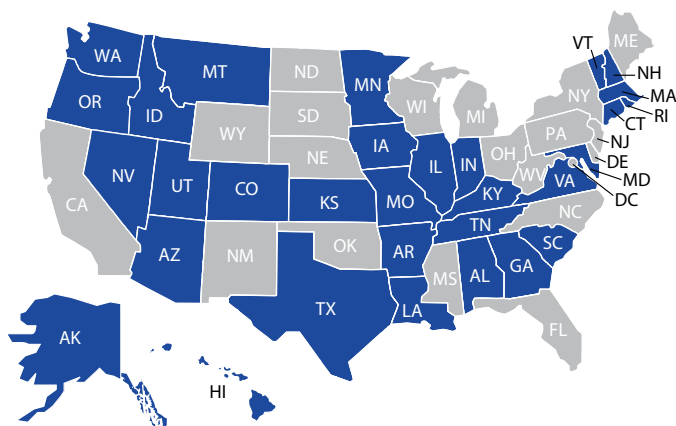 ME
VT
WA
NH
MT
ND
MN
MA
OR
NY
RI
ID
SD
WI
MI
CT
WY
PA
NJ
IA
NE
OH
DE
IL
IN
NV
WV
MD
UT
CO
VA
DC
KS
MO
KY
CA
NC
TN
AZ
NM
OK
AR
SC
MS
AL
GA
TX
LA
FL
AK
HI